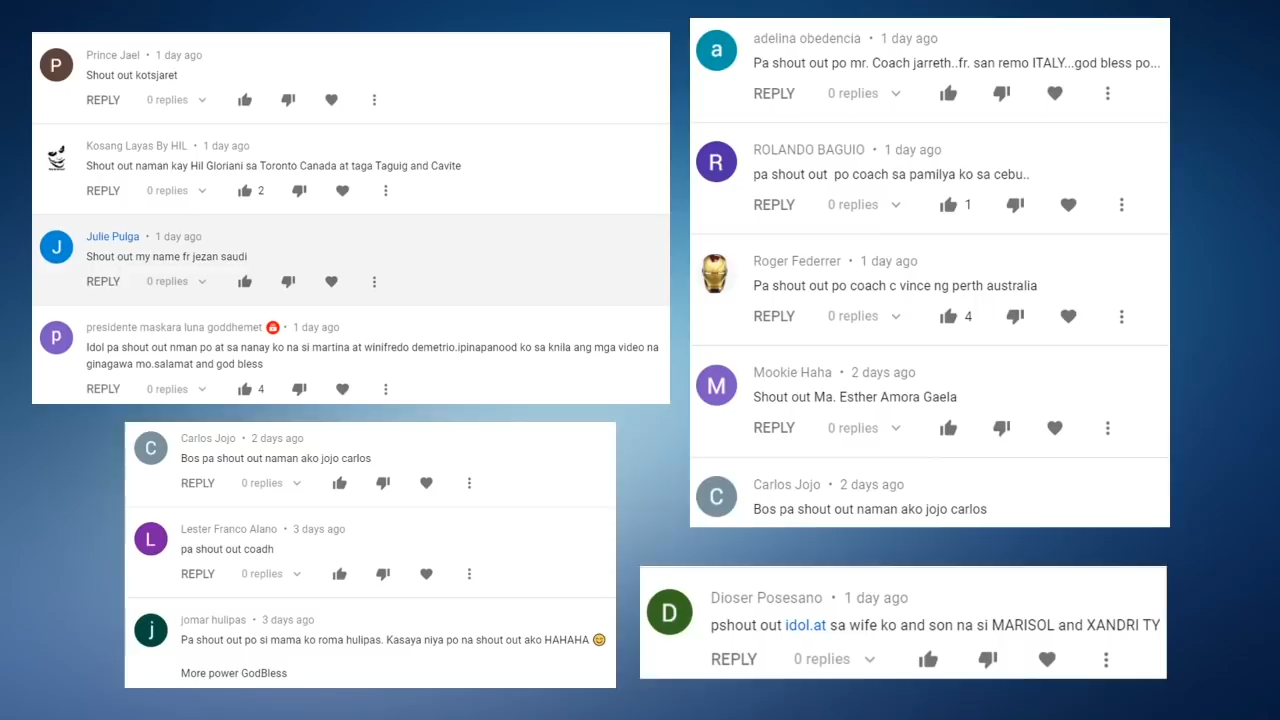 Prince Jael • 1 day ago
Shout out kotsjaret
REPLY 0 replies
Kosang Layas By HIL • 1 day ago
Shout out naman kay Hil Gloriani sa Toronto Canada at taga Taguig and Cavite
REPLY 0 replies 2
Julie Pulga • 1 day ago
Shout out my name fr jezan saudi
REPLY 0 replies
presidente maskara luna goddhemet • 1 day ago
Idol pa shout out nman po at sa nanay ko na si martina at winifredo demetrio.ipinapanood ko sa knila ang mga video na
ginagawa mo.salamat and god bless
REPLY 0 replies 4
Carlos Jojo • 2 days ago
Bos pa shout out naman ako jojo carlos
REPLY 0 replies
Lester Franco Alano • 3 days ago
pa shout out coadh
REPLY 0 replies
jomar hulipas • 3 days ago
Pa shout out po si mama ko roma hulipas. Kasaya niya po na shout out ako HAHAHA 😊
More power GodBless
adelina obedencia • 1 day ago
Pa shout out po mr. Coach jarreth..fr. san remo ITALY...god bless po...
REPLY 0 replies
ROLANDO BAGUIO • 1 day ago
pa shout out po coach sa pamilya ko sa cebu..
REPLY 0 replies 1
Roger Federrer • 1 day ago
Pa shout out po coach c vince ng perth australia
REPLY 0 replies 4
Mookie Haha • 2 days ago
Shout out Ma. Esther Amora Gaela
REPLY 0 replies
Carlos Jojo • 2 days ago
Bos pa shout out naman ako jojo carlos
Dioser Posesano • 1 day ago
pshout out idol.at sa wife ko and son na si MARISOL and XANDRI TY
REPLY 0 replies